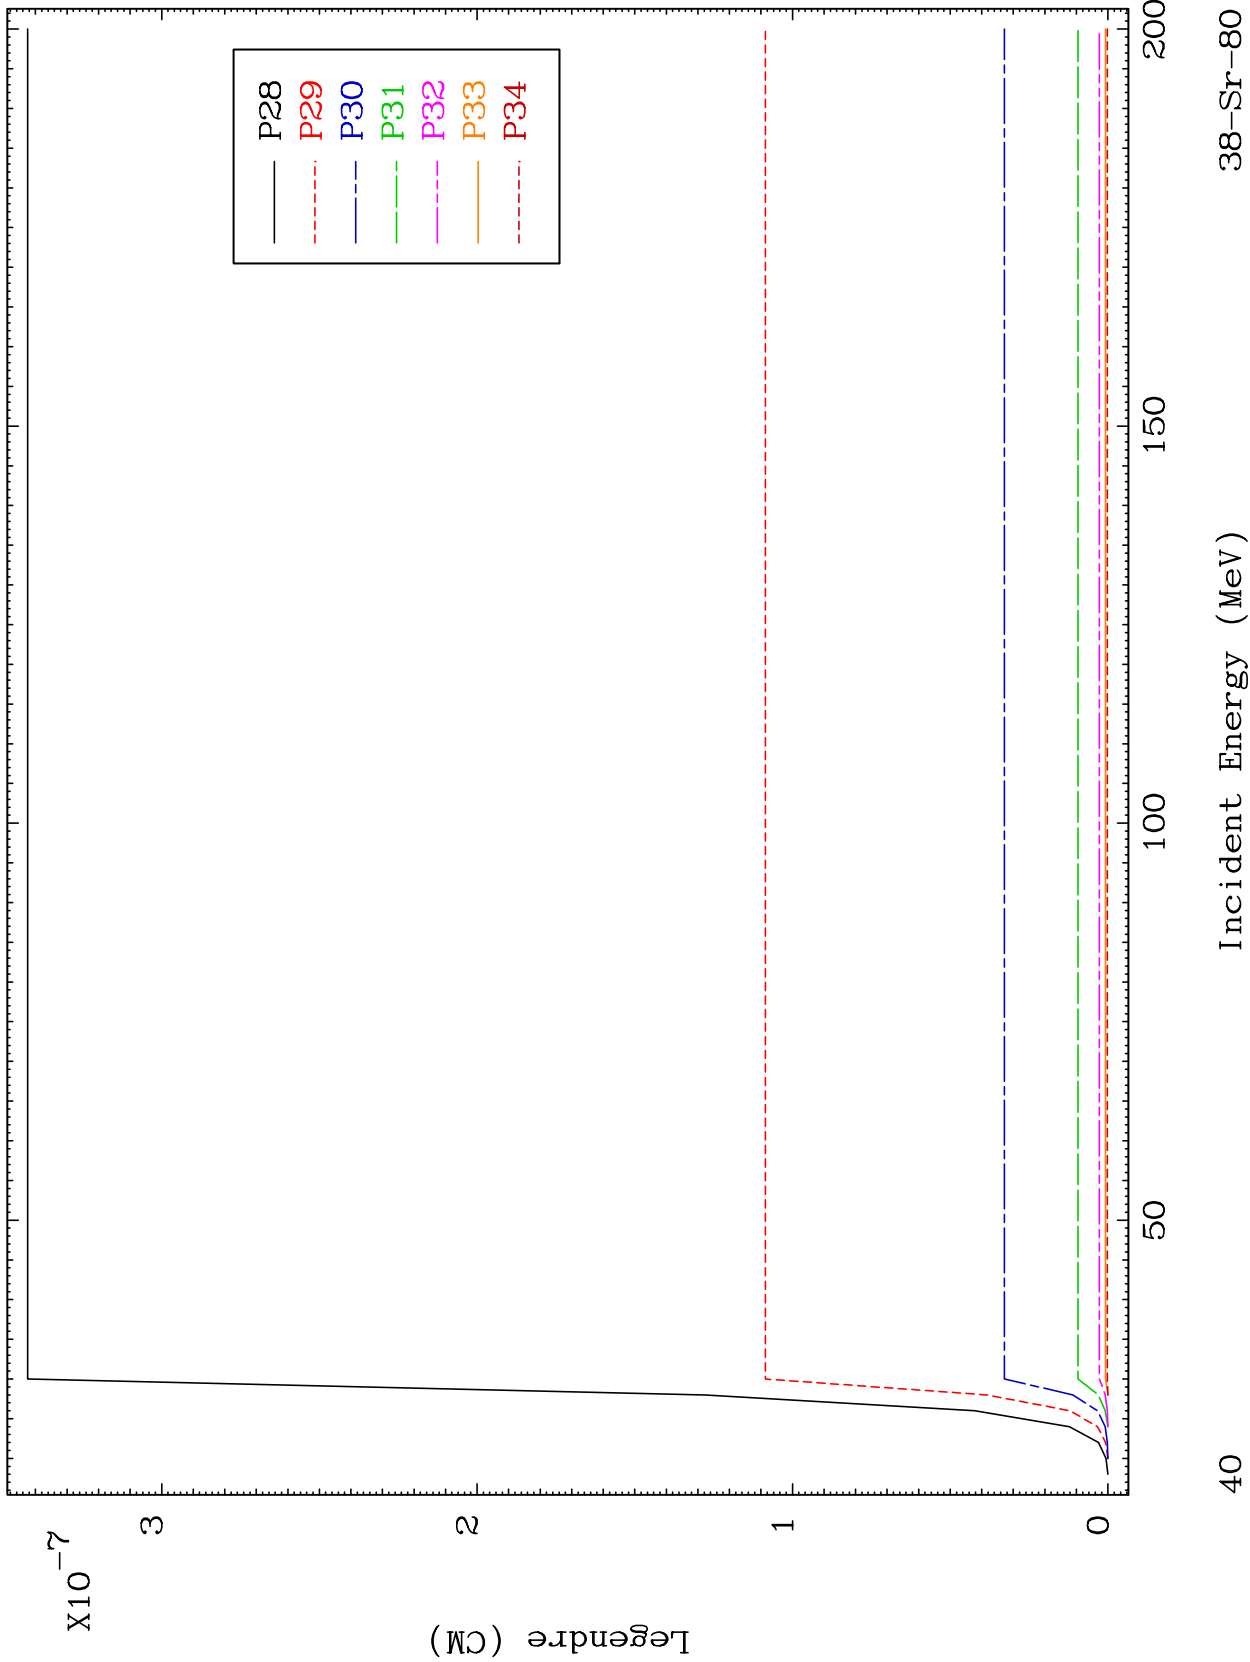 X10-7
3
2
1
0
Legendre (CM)
P28
P29
P30
P31
P32
P33
P34
50
100
150
200
Incident Energy (MeV)
40
38-Sr-80